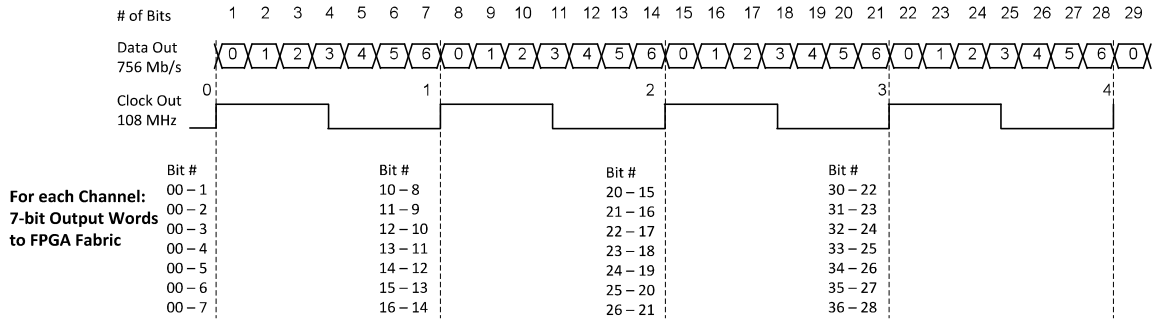 # of Bits 1 2 3 4 5 6 7 8 9 10 11 12 13 14 15 16 17 18 19 20 21 22 23 24 25 26 27 28 29
Data Out
756 Mb/s
0 1 2 3 4 5 6 0 1 2 3 4 5 6 0 1 2 3 4 5 6 0 1 2 3 4 5 6 0
0 1 2 3 4
Clock Out
108 MHz
For each Channel:
7-bit Output Words
to FPGA Fabric
Bit #
00 – 1
00 – 2
00 – 3
00 – 4
00 – 5
00 – 6
00 – 7
Bit #
10 – 8
11 – 9
12 – 10
13 – 11
14 – 12
15 – 13
16 – 14
Bit #
20 – 15
21 – 16
22 – 17
23 – 18
24 – 19
25 – 20
26 – 21
Bit #
30 – 22
31 – 23
32 – 24
33 – 25
34 – 26
35 – 27
36 – 28